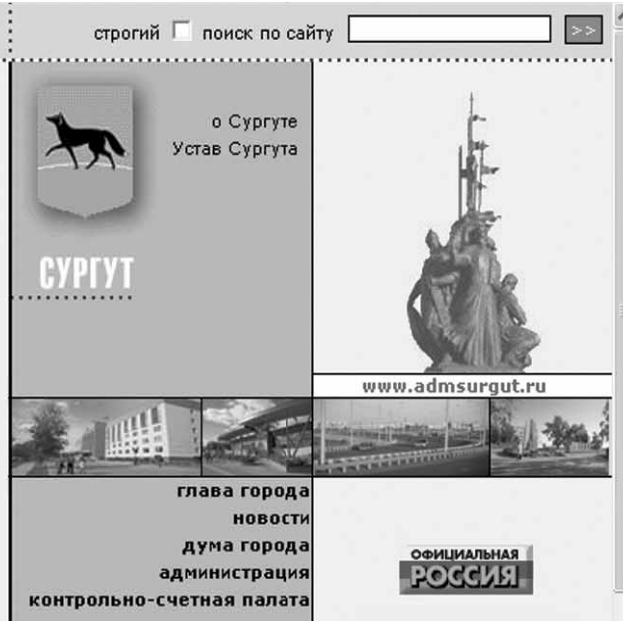 строгий поиск по сайту >>
о Сургуте
Устав Сургута
СУРГУТ
www.admsurgut.ru
глава города
новости
дума города
администрация
контрольно-счетная палата
ОФИЦИАЛЬНАЯ
РОССИЯ